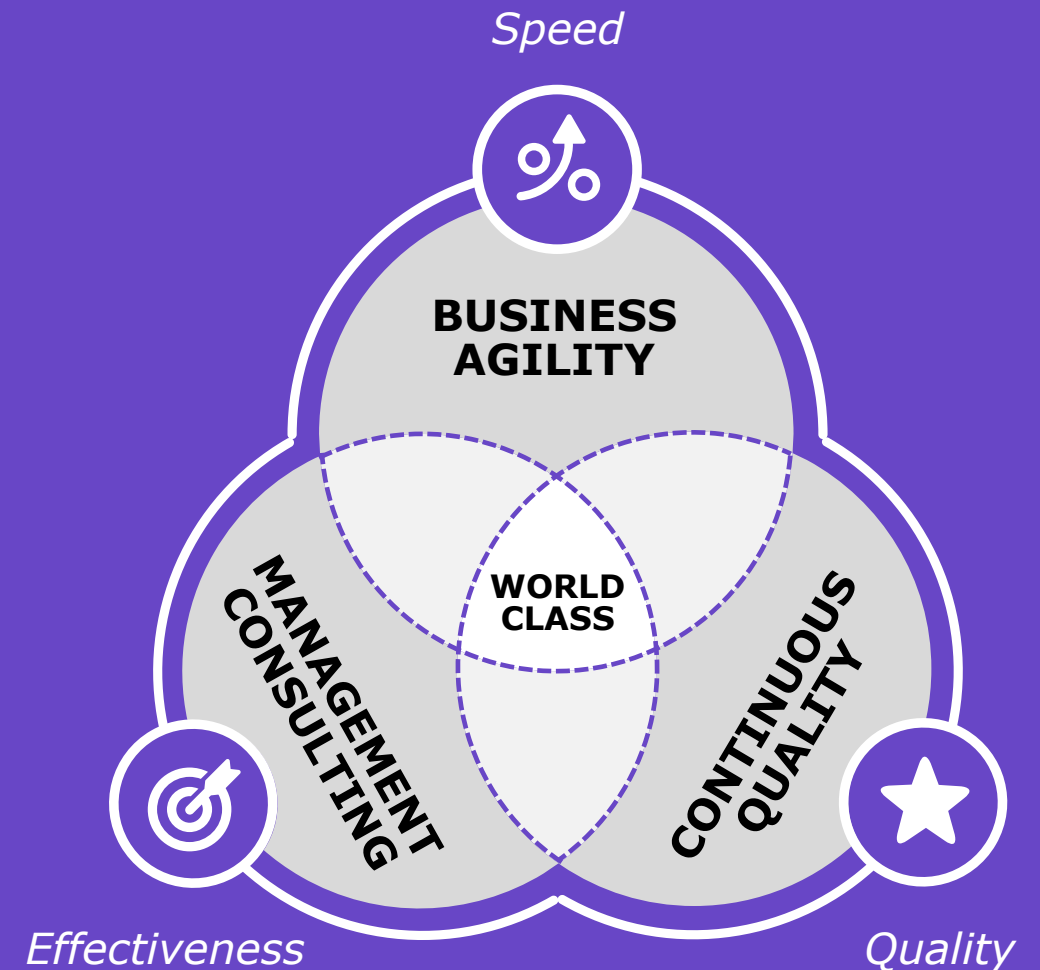 Speed
BUSINESS
AGILITY
WORLD
CLASS
MANAGEMENT
CONSULTING
CONTINUOUS
QUALITY
Effectiveness
Quality